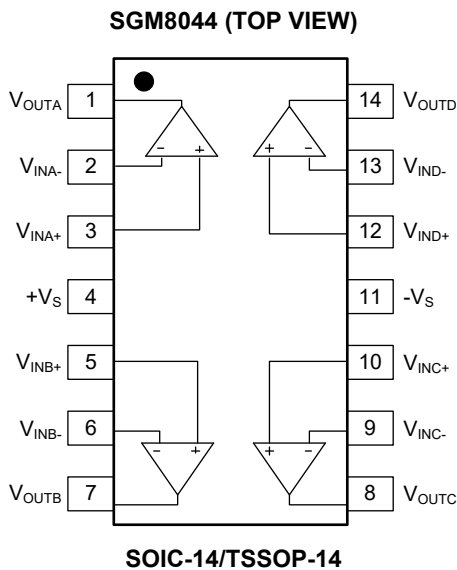 SGM8044 (TOP VIEW)
VOUTA 1 - + + - 14 VOUTD
VINA- 2 13 VIND-
VINA+ 3 12 VIND+
+VS 4 11 -VS
VINB+ 5 10 VINC+
VINB- 6 - + + - 9 VINC-
VOUTB 7 8 VOUTC
SOIC-14/TSSOP-14